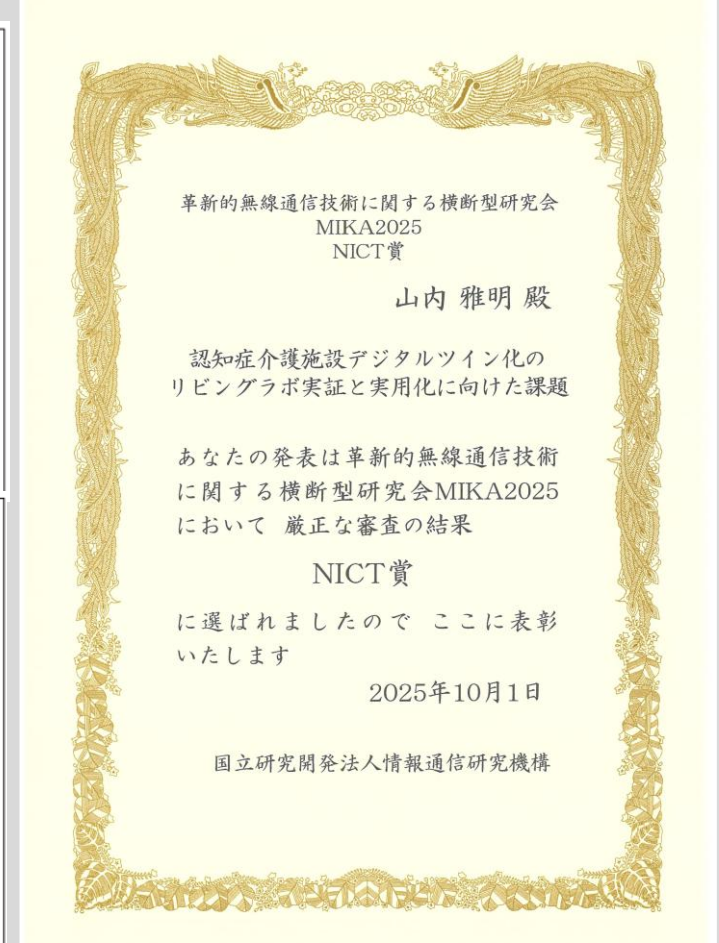 革新的無線通信技術に関する横断型研究会
MIKA2025
NICT賞
山内 雅明 殿
認知症介護施設デジタルツイン化の
リビングラボ実証と実用化に向けた課題
あなたの発表は革新的無線通信技術
に関する横断型研究会MIKA2025
において 厳正な審査の結果
NICT賞
に選ばれましたので ここに表彰
いたします
2025年10月1日
国立研究開発法人情報通信研究機構